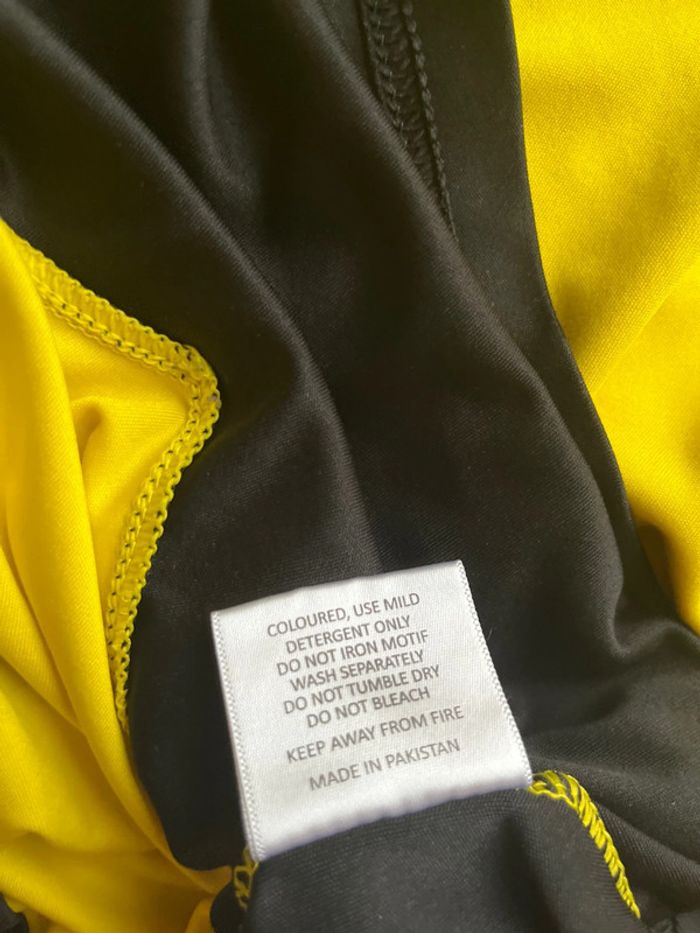 COLOURED, USE MILD
DETERGENT ONLY
DO NOT IRON MOTIF
WASH SEPARATELY
DO NOT TUMBLE DRY
DO NOT BLEACH
KEEP AWAY FROM FIRE
MADE IN PAKISTAN